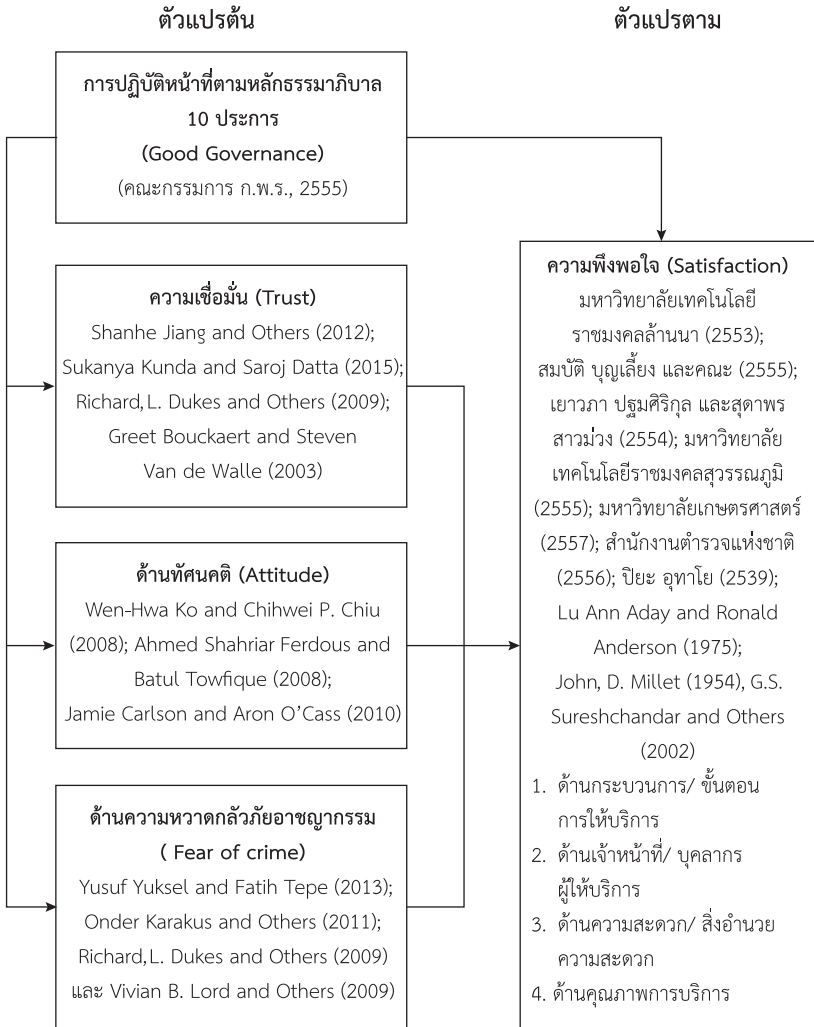 ตัวแปรต้น
ตัวแปรตาม
การปฏิบัติหน้าที่ตามหลักธรรมาภิบาล
10 ประการ
(Good Governance)
(คณะกรรมการ ก.พ.ร., 2555)
ความเชื่อมั่น (Trust)
Shanhe Jiang and Others (2012);
Sukanya Kunda and Saroj Datta (2015);
Richard, L. Dukes and Others (2009);
Greet Bouckaert and Steven
Van de Walle (2003)
ด้านทัศนคติ (Attitude)
Wen-Hwa Ko and Chihwei P. Chiu
(2008); Ahmed Shahriar Ferdous and
Batul Towfique (2008);
Jamie Carlson and Aron O’Cass (2010)
ด้านความหวาดกลัวภัยอาชญากรรม
( Fear of crime)
Yusuf Yuksel and Fatih Tepe (2013);
Onder Karakus and Others (2011);
Richard, L. Dukes and Others (2009)
และ Vivian B. Lord and Others (2009)
ความพึงพอใจ (Satisfaction)
มหาวิทยาลัยเทคโนโลยี
ราชมงคลล้านนา (2553);
สมบัติ บุญเลี้ยง และคณะ (2555);
เยาวภา ปฐมศิริกุล และสุดาพร
สาวม่วง (2554); มหาวิทยาลัย
เทคโนโลยีราชมงคลสุวรรณภูมิ
(2555); มหาวิทยาลัยเกษตรศาสตร์
(2557); สำนักงานตำรวจแห่งชาติ
(2556); ปิยะ อุทาโย (2539);
Lu Ann Aday and Ronald
Anderson (1975);
John, D. Millet (1954), G.S.
Sureshchandar and Others
(2002)
1. ด้านกระบวนการ/ ขั้นตอน
การให้บริการ
2. ด้านเจ้าหน้าที่/ บุคลากร
ผู้ให้บริการ
3. ด้านความสะดวก/ สิ่งอำนวย
ความสะดวก
4. ด้านคุณภาพการบริการ